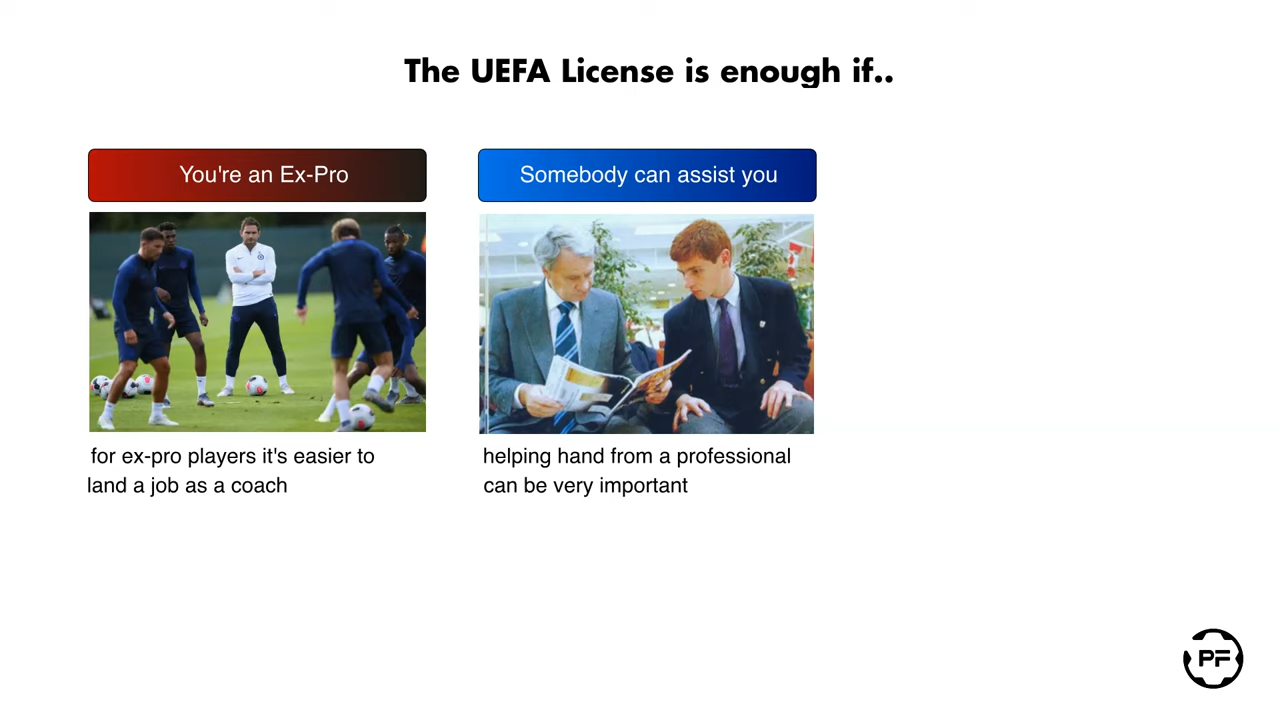 The UEFA License is enough if..
You're an Ex-Pro
Somebody can assist you
for ex-pro players it's easier to
land a job as a coach
helping hand from a professional
can be very important
PF